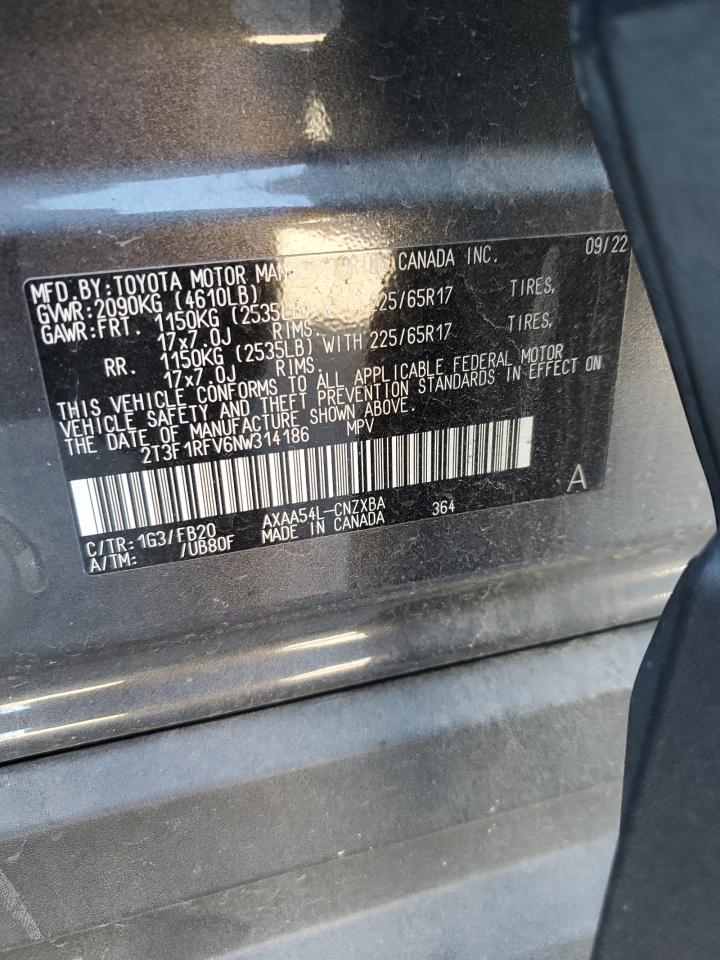 MFD. BY: TOYOTA MOTOR MANUFACTURING CANADA INC. 09/22
GVWR: 2090KG (4610LB)
GAWR: FRT. 1150KG (2535LB) WITH 225/65R17 TIRES,
17x7.0J RIMS.
RR. 1150KG (2535LB) WITH 225/65R17 TIRES,
17x7.0J RIMS.
THIS VEHICLE CONFORMS TO ALL APPLICABLE FEDERAL MOTOR
VEHICLE SAFETY AND THEFT PREVENTION STANDARDS IN EFFECT ON
THE DATE OF MANUFACTURE SHOWN ABOVE.
2T3F1RFV6NW314186 MPV
A
C/TR: 1G3/FB20 AXAA54L-CNZXBA 364
A/TM: /UB80F MADE IN CANADA